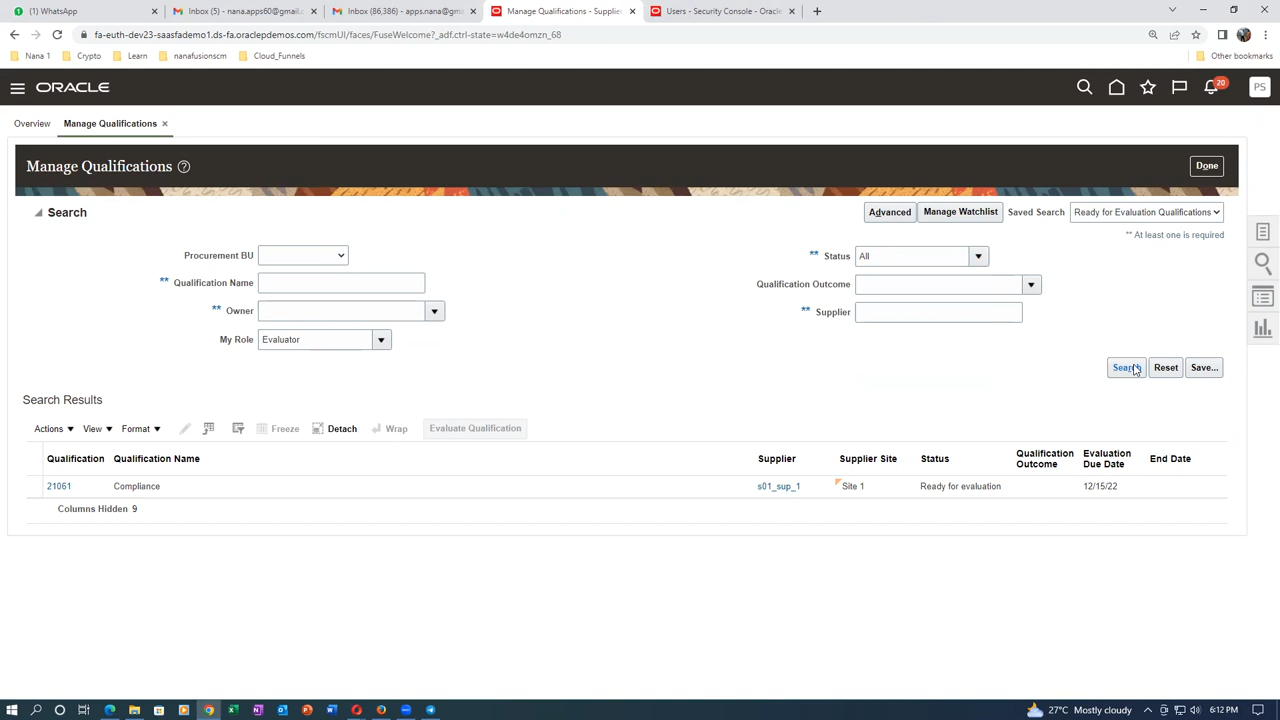 (1) WhatsApp
Inbox (5) - nana.apps60@gmail.c
Inbox (86,386) - apps.nana@gma
Manage Qualifications - Supplie
Users - Security Console - Oracle
fa-euth-dev23-saasfademo1.ds-fa.oraclepdemos.com/fscmUI/faces/FuseWelcome?_adf.ctrl-state=w4de4omzn_68
Nana 1
Crypto
Learn
nanafusionscm
Cloud_Funnels
Other bookmarks
ORACLE
20
PS
Overview
Manage Qualifications
Manage Qualifications
Done
Search
Advanced
Manage Watchlist
Saved Search
Ready for Evaluation Qualifications
** At least one is required
Procurement BU
** Status
All
** Qualification Name
Qualification Outcome
** Owner
** Supplier
My Role
Evaluator
Search
Reset
Save...
Search Results
Actions
View
Format
Freeze
Detach
Wrap
Evaluate Qualification
Qualification
Qualification Name
Supplier
Supplier Site
Status
Qualification Outcome
Evaluation Due Date
End Date
21061
Compliance
s01_sup_1
Site 1
Ready for evaluation
12/15/22
Columns Hidden 9
27°C Mostly cloudy
6:12 PM